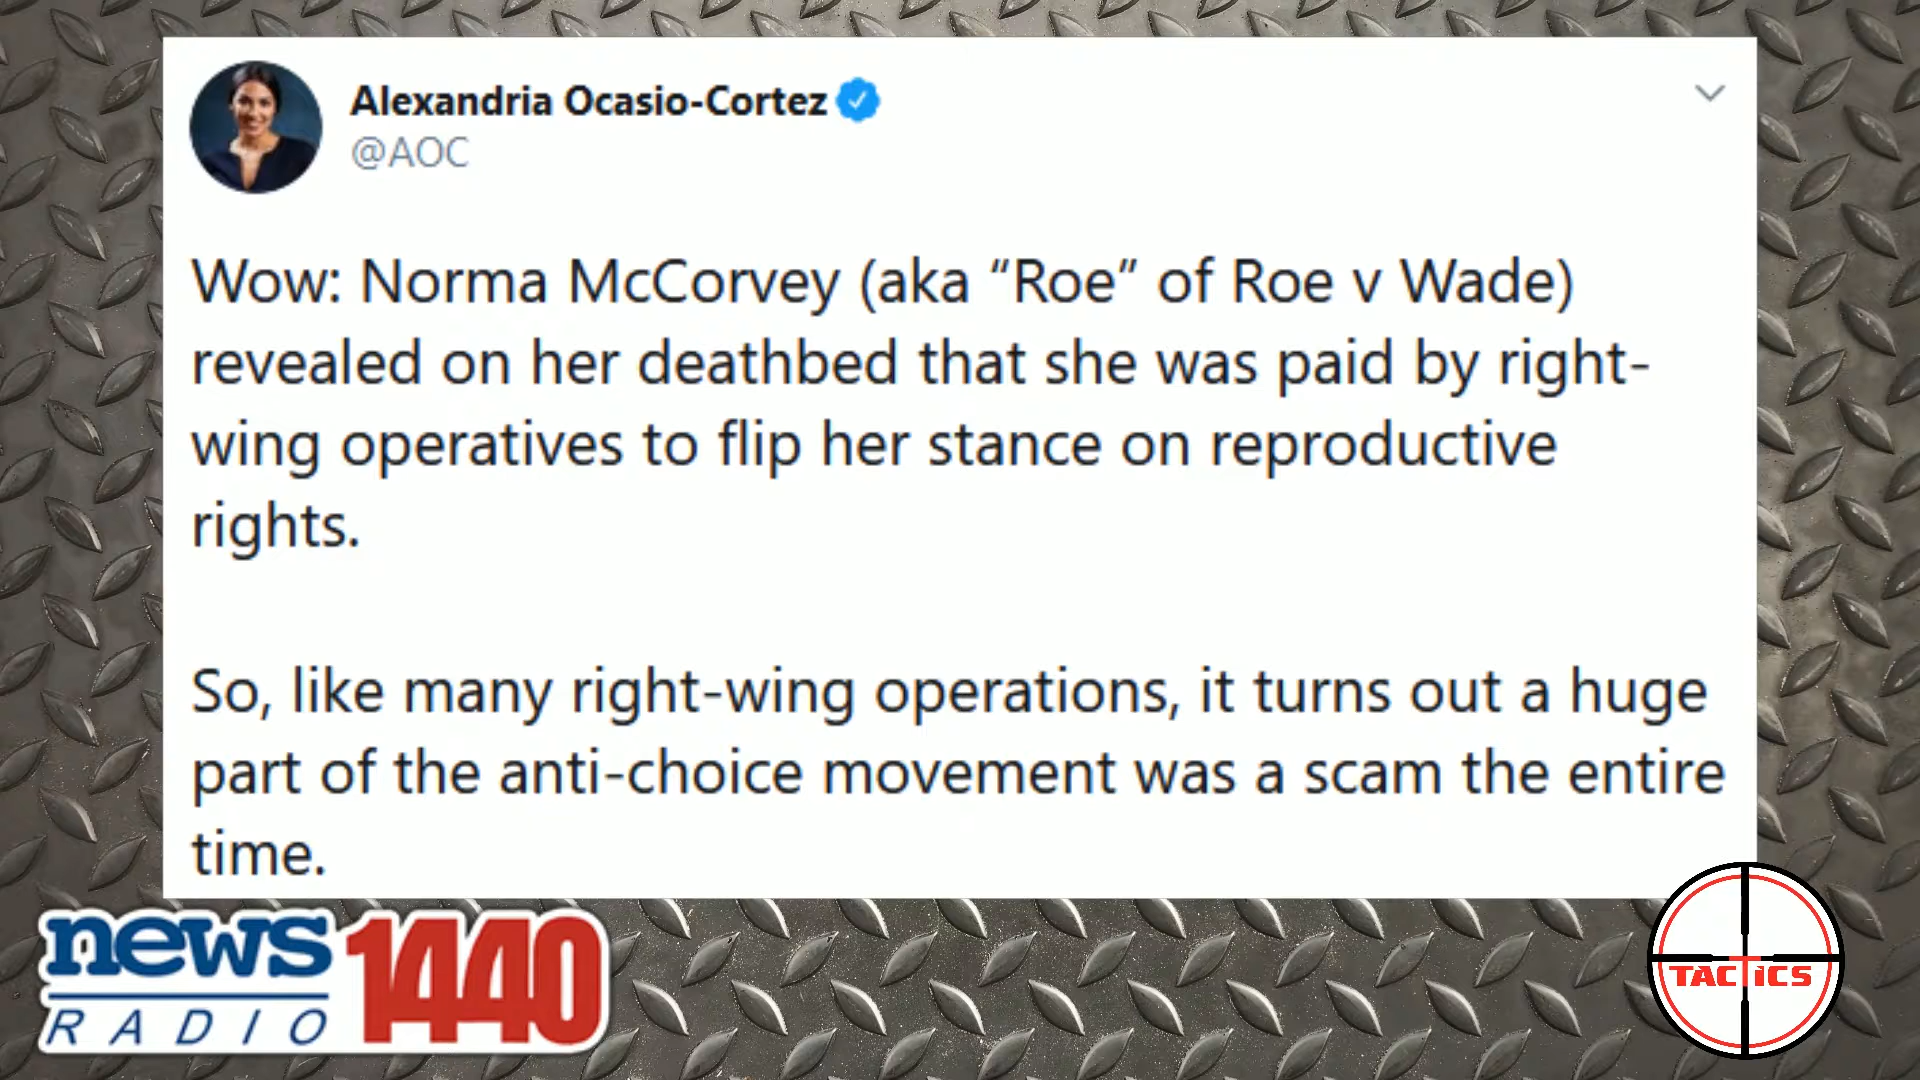 Alexandria Ocasio-Cortez
@AOC
Wow: Norma McCorvey (aka “Roe” of Roe v Wade)
revealed on her deathbed that she was paid by right-
wing operatives to flip her stance on reproductive
rights.
So, like many right-wing operations, it turns out a huge
part of the anti-choice movement was a scam the entire
time.
news 1440
RADIO
TACTICS